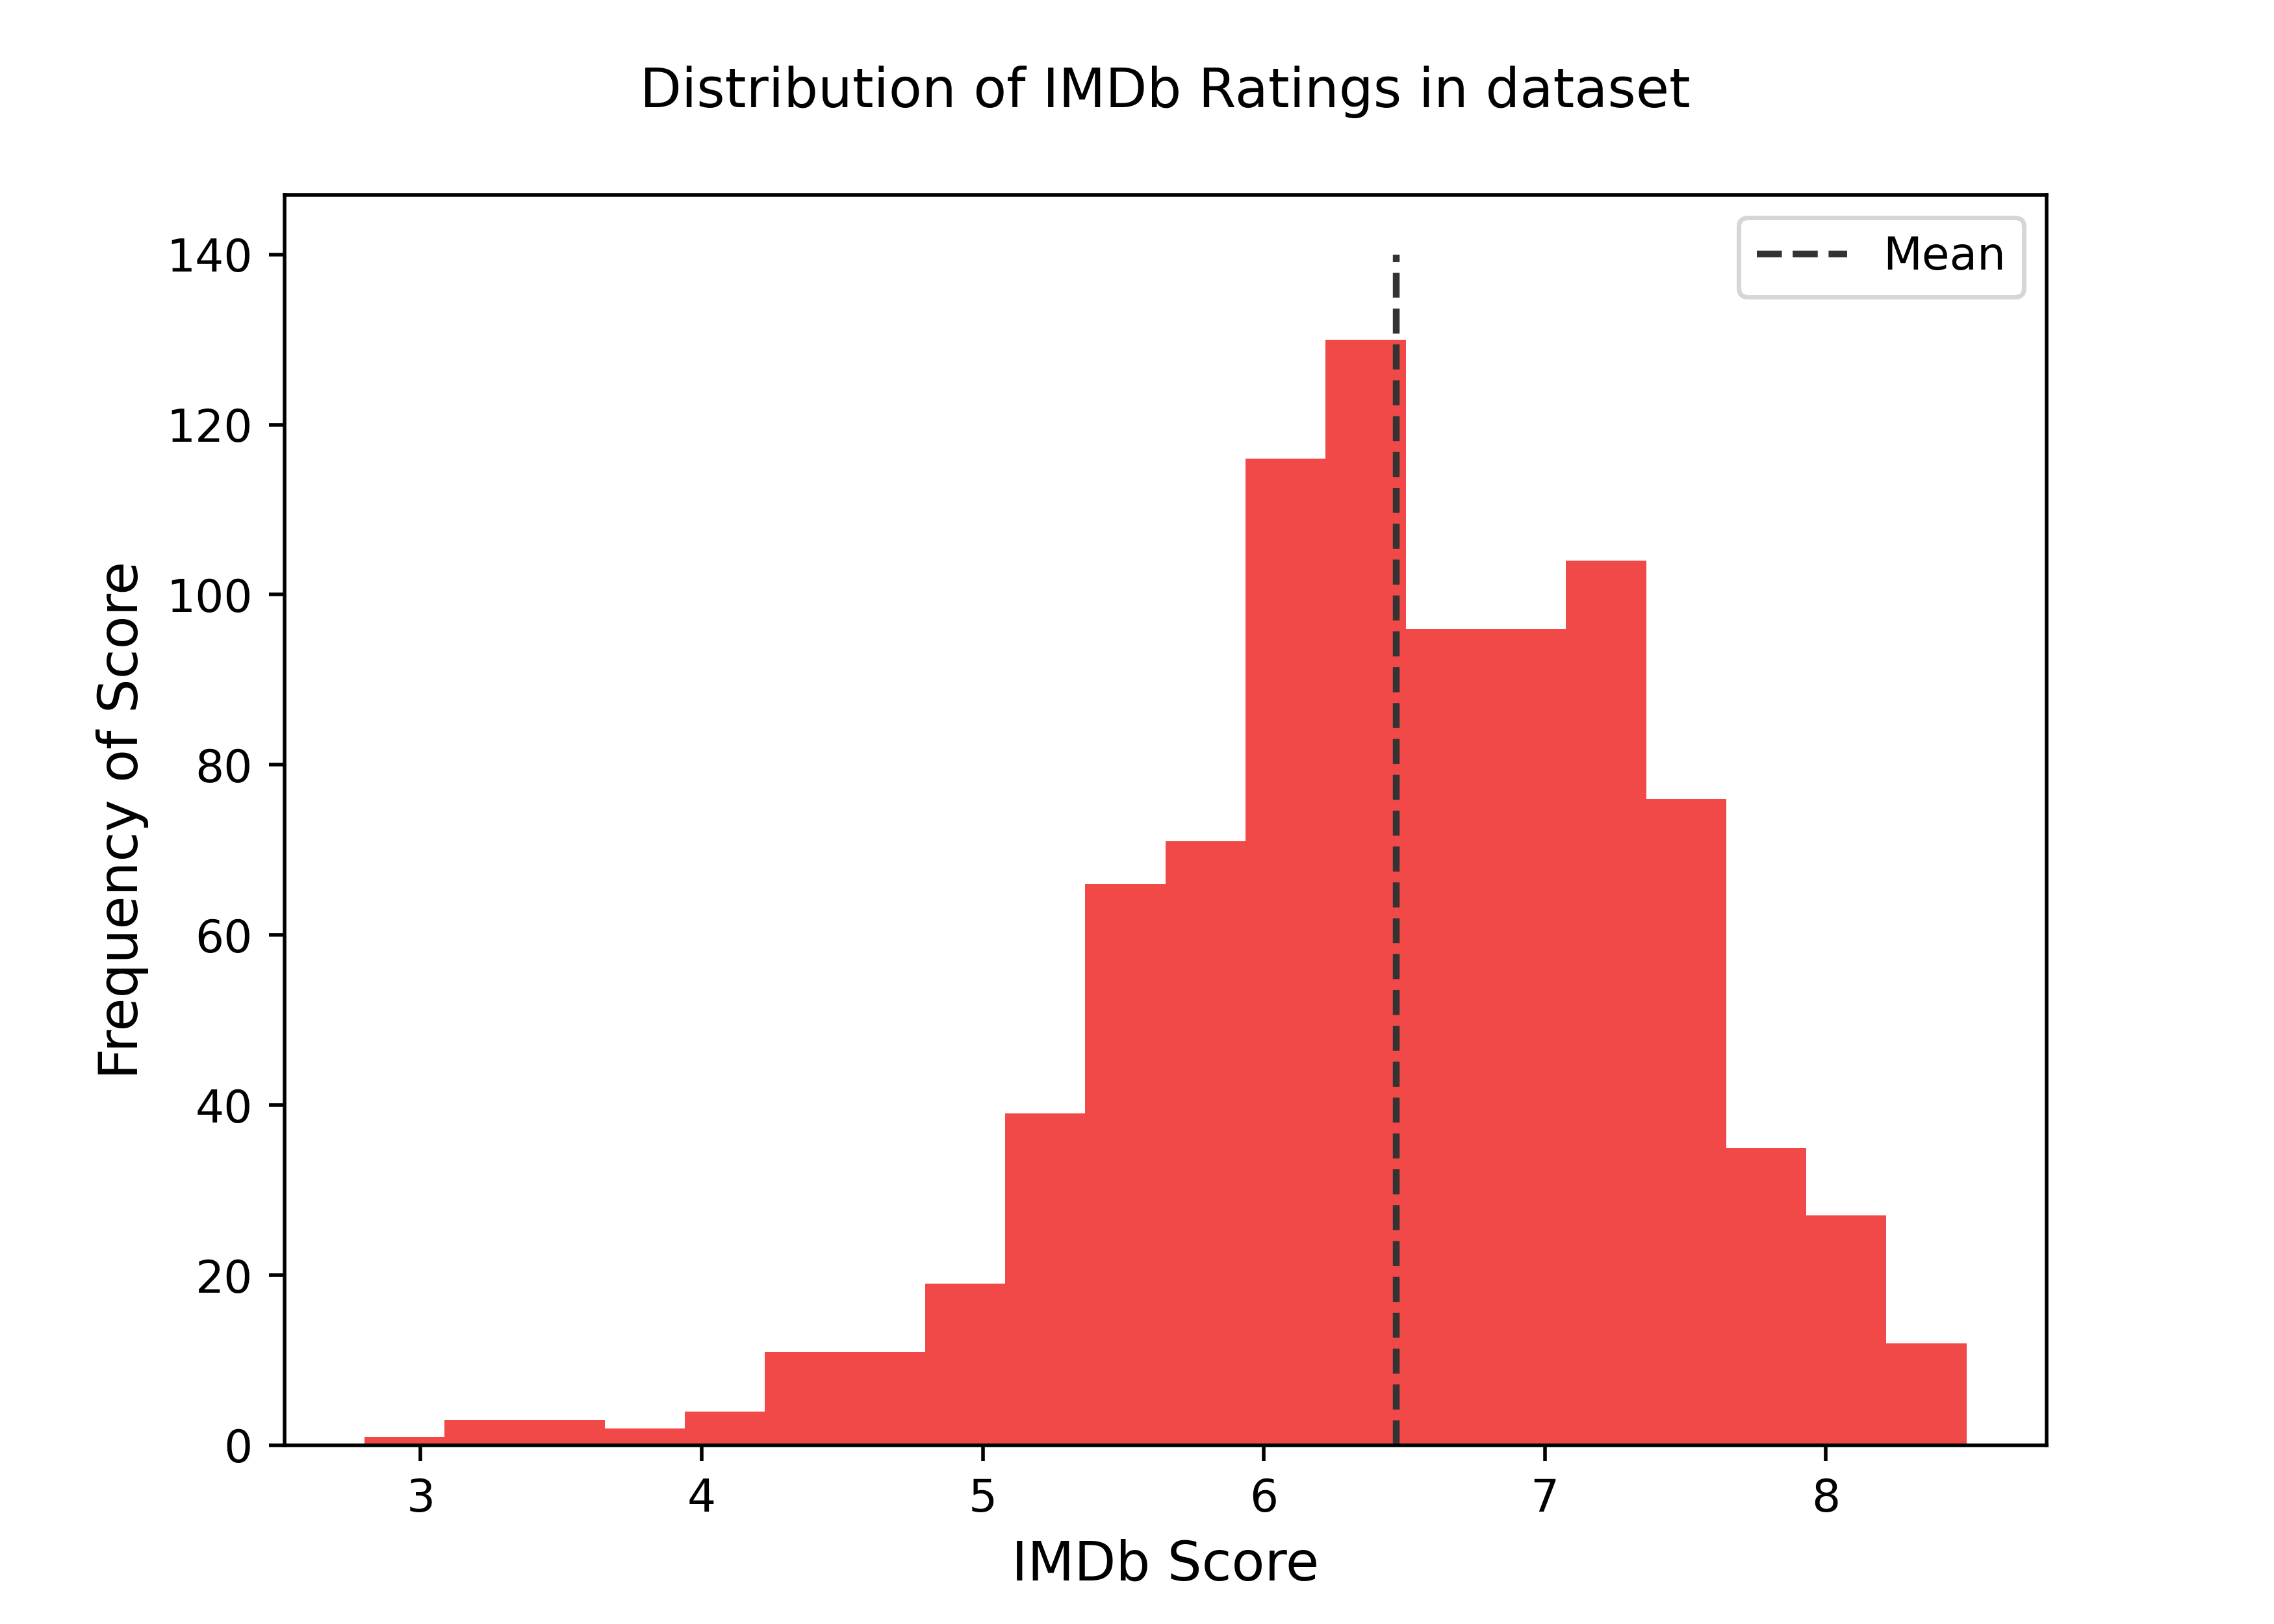 Distribution of IMDb Ratings in dataset
Mean
140
120
100
80
60
40
20
0
Frequency of Score
3 4 5 6 7 8
IMDb Score